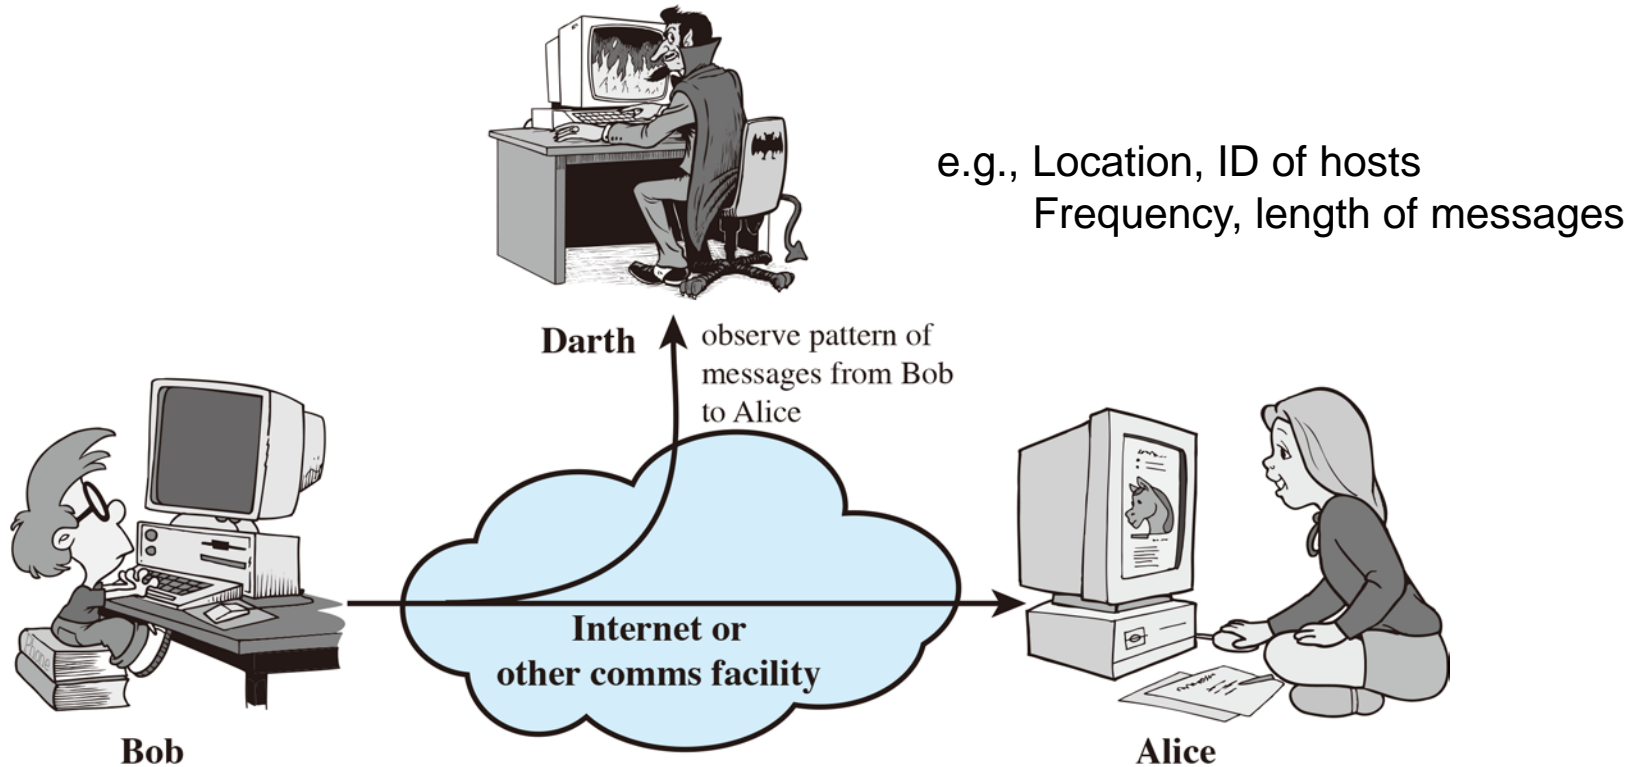 e.g., Location, ID of hosts
Frequency, length of messages
Darth
observe pattern of
messages from Bob
to Alice
Internet or
other comms facility
Phone
Bob
Alice